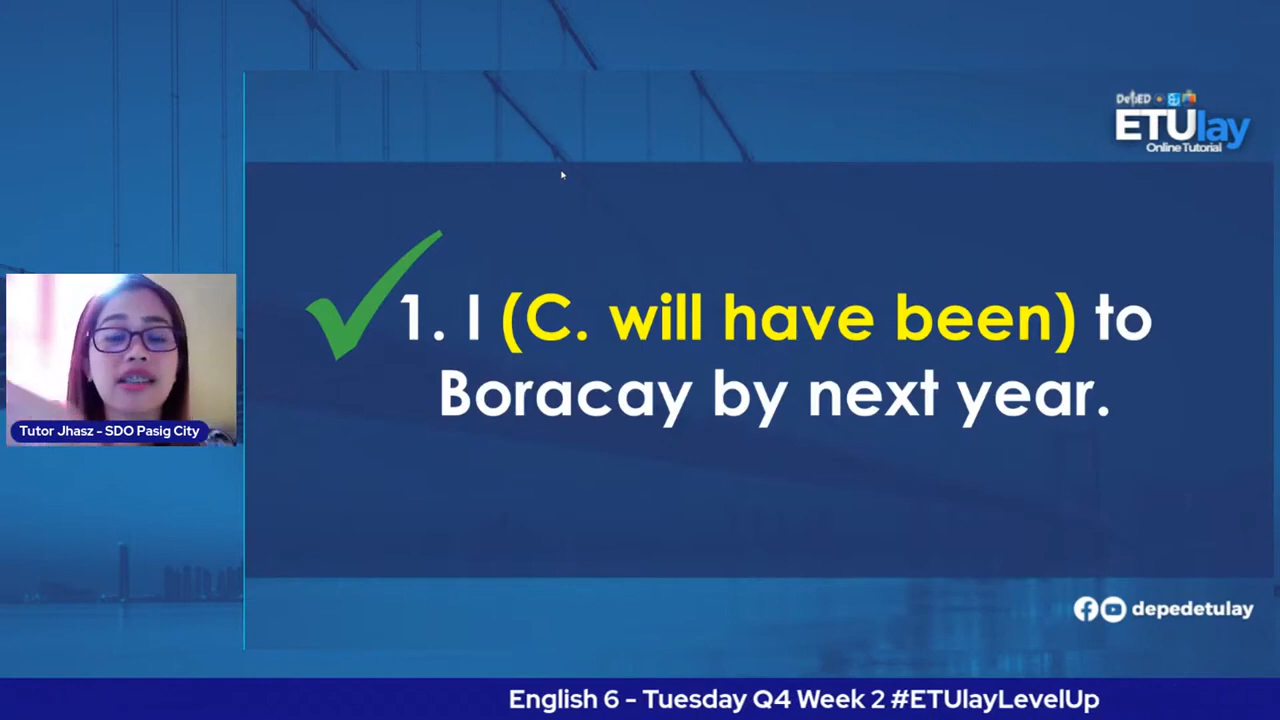 DepED
ETUlay
Online Tutorial
1. I (C. will have been) to
Boracay by next year.
Tutor Jhasz - SDO Pasig City
depedetulay
English 6 - Tuesday Q4 Week 2 #ETUlayLevelUp